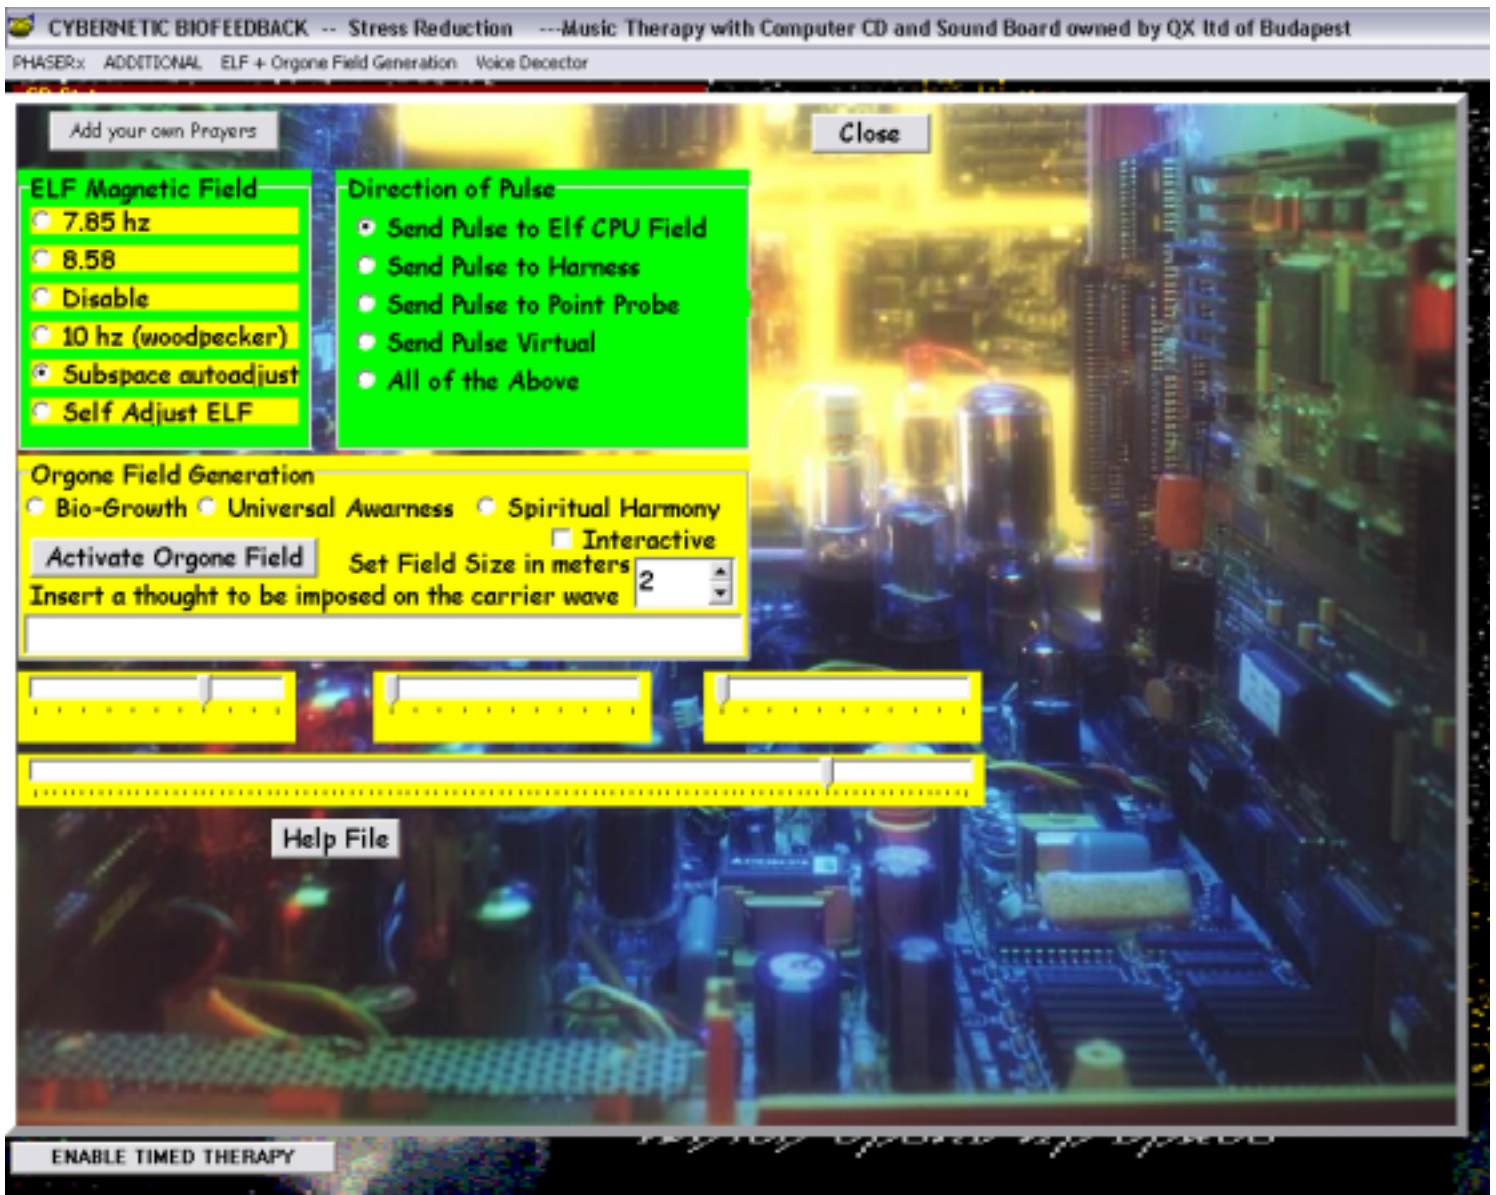 CYBERNETIC BIOFEEDBACK -- Stress Reduction ---Music Therapy with Computer CD and Sound Board owned by QX ltd of Budapest
PHASERx ADDITIONAL ELF + Orgone Field Generation Voice Decector
Add your own Prayers
Close
ELF Magnetic Field
7.85 hz
8.58
Disable
10 hz (woodpecker)
Subspace autoadjust
Self Adjust ELF
Direction of Pulse
Send Pulse to Elf CPU Field
Send Pulse to Harness
Send Pulse to Point Probe
Send Pulse Virtual
All of the Above
Orgone Field Generation
Bio-Growth Universal Awarness Spiritual Harmony
Interactive
Activate Orgone Field
Set Field Size in meters
2
Insert a thought to be imposed on the carrier wave
Help File
ENABLE TIMED THERAPY